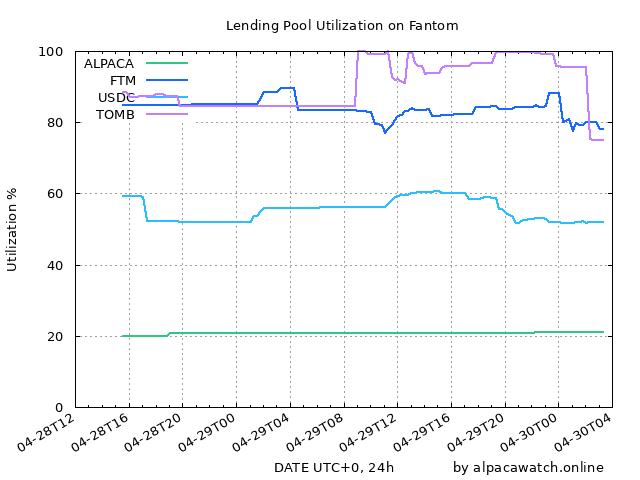 Lending Pool Utilization on Fantom
Utilization %
100
80
60
40
20
0
ALPACA
FTM
USDC
TOMB
04-28T12
04-28T16
04-28T20
04-29T00
04-29T04
04-29T08
04-29T12
04-29T16
04-29T20
04-30T00
04-30T04
DATE UTC+0, 24h
by alpacawatch.online